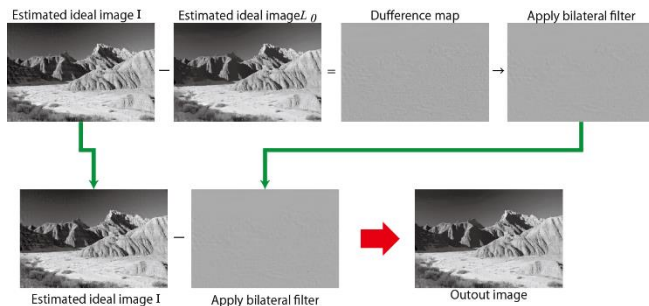 Estimated ideal image I
Estimated ideal imageL 0
Dufference map
Apply bilateral filter
−
=
→
−
Estimated ideal image I
Apply bilateral filter
Outout image